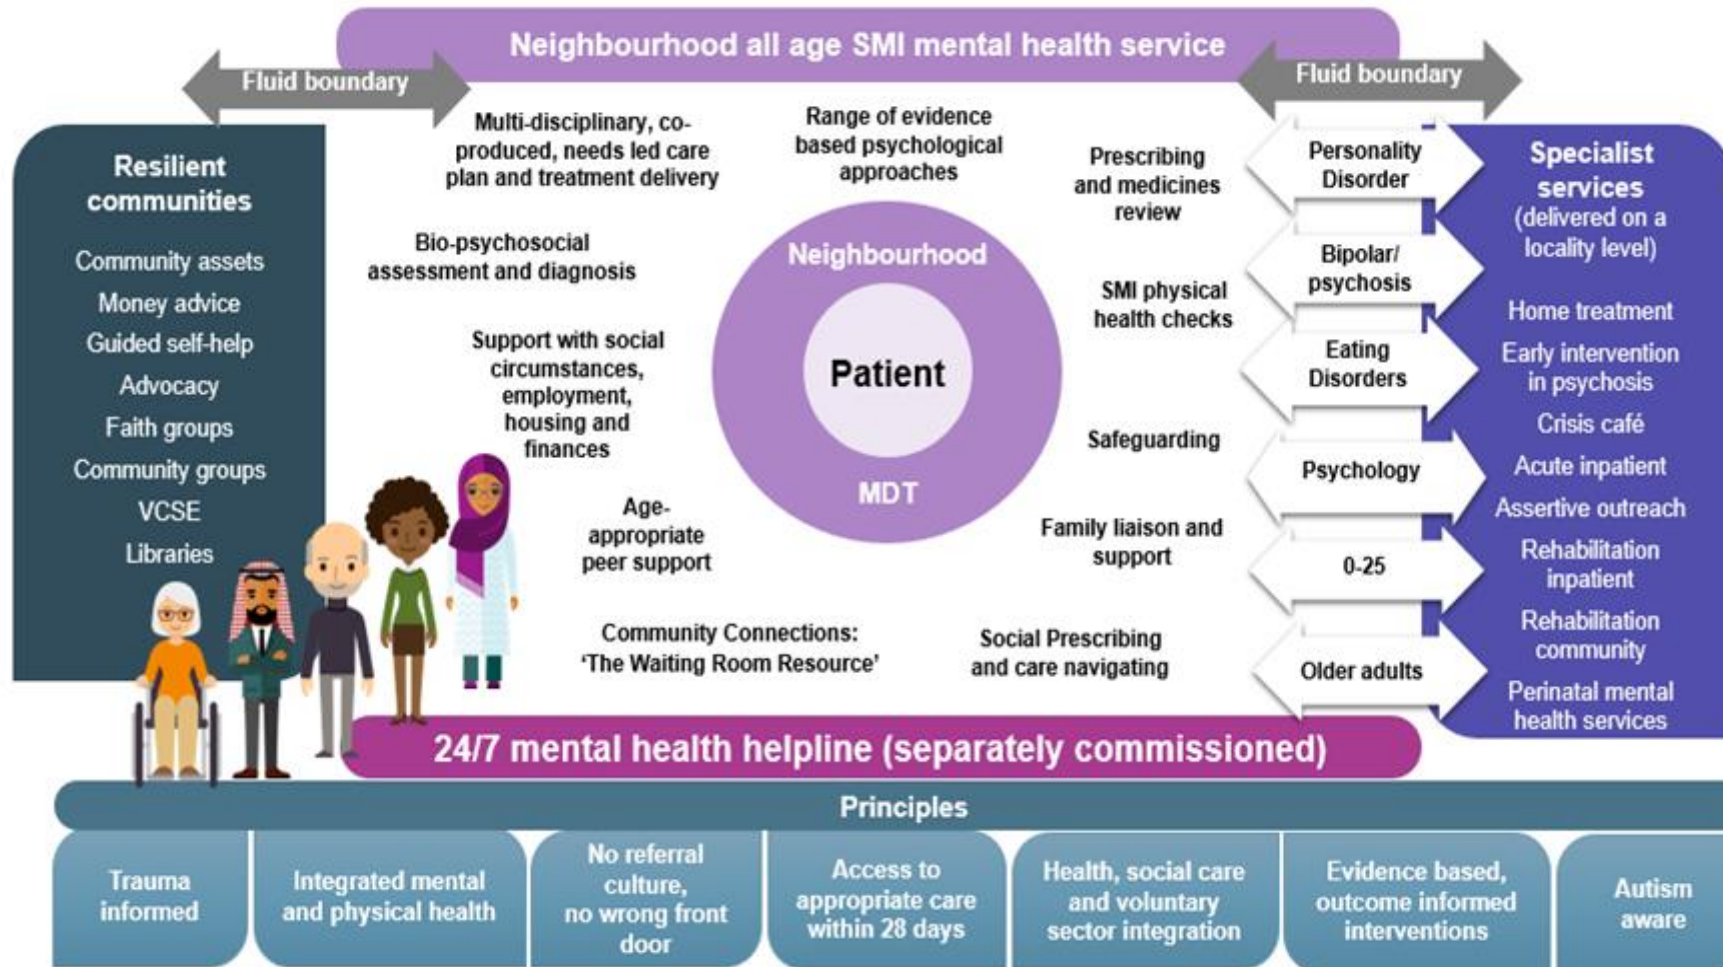 Neighbourhood all age SMI mental health service
Fluid boundary
Fluid boundary
Resilient
communities
Community assets
Money advice
Guided self-help
Advocacy
Faith groups
Community groups
VCSE
Libraries
Multi-disciplinary, co-
produced, needs led care
plan and treatment delivery
Range of evidence
based psychological
approaches
Prescribing
and medicines
review
Bio-psychosocial
assessment and diagnosis
SMI physical
health checks
Support with social
circumstances,
employment,
housing and
finances
Neighbourhood
Patient
MDT
Safeguarding
Age-
appropriate
peer support
Family liaison and
support
Community Connections:
‘The Waiting Room Resource’
Social Prescribing
and care navigating
Personality
Disorder
Bipolar/
psychosis
Eating
Disorders
Psychology
0-25
Older adults
Specialist
services
(delivered on a
locality level)
Home treatment
Early intervention
in psychosis
Crisis café
Acute inpatient
Assertive outreach
Rehabilitation
inpatient
Rehabilitation
community
Perinatal mental
health services
24/7 mental health helpline (separately commissioned)
Principles
Trauma
informed
Integrated mental
and physical health
No referral
culture,
no wrong front
door
Access to
appropriate care
within 28 days
Health, social care
and voluntary
sector integration
Evidence based,
outcome informed
interventions
Autism
aware